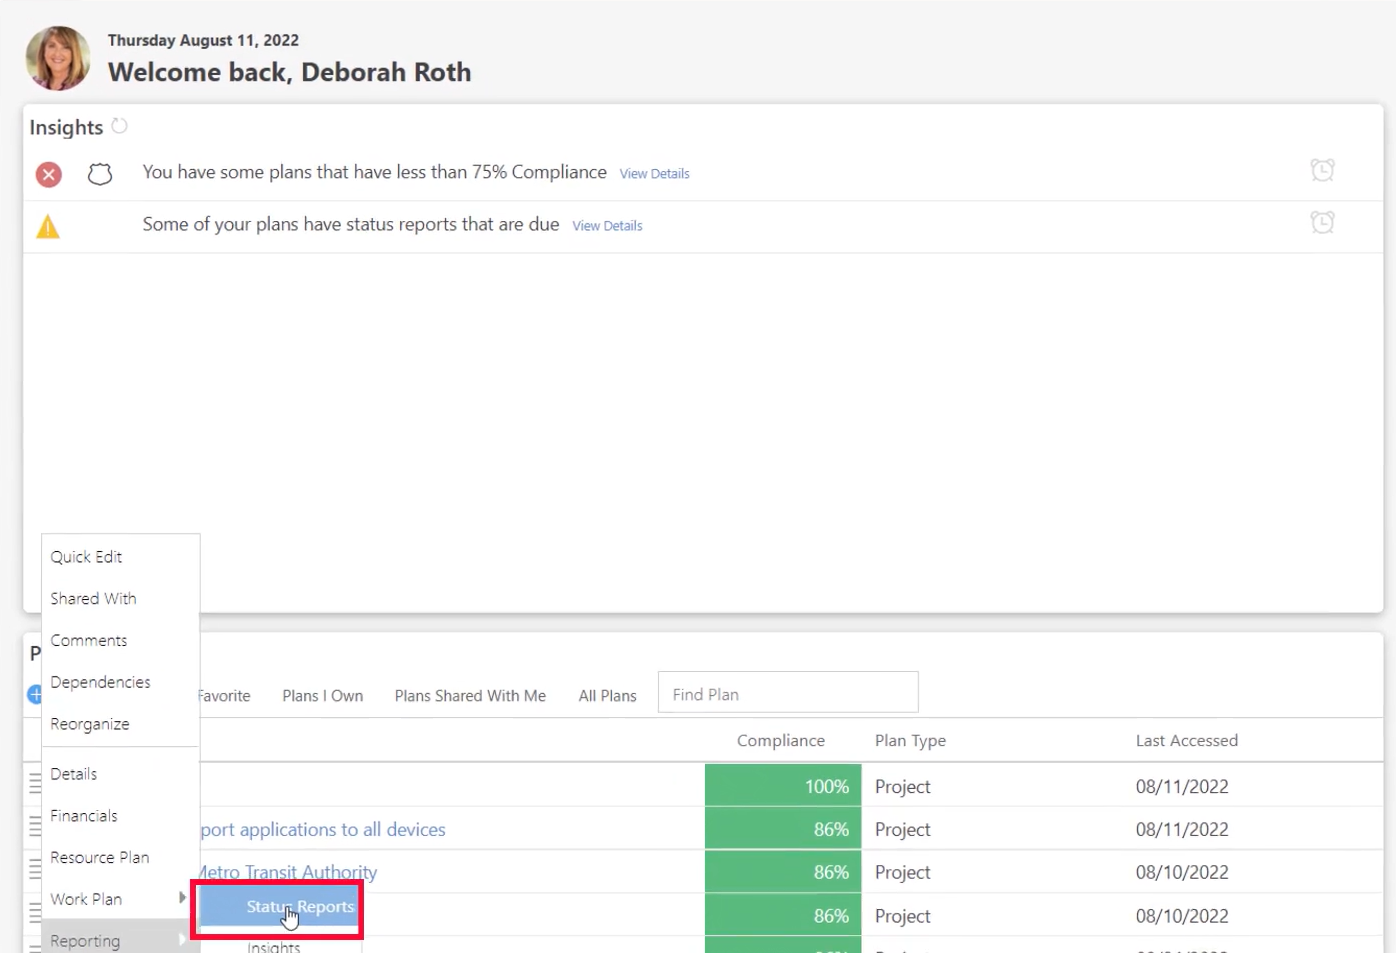 Thursday August 11, 2022
Welcome back, Deborah Roth
Insights
You have some plans that have less than 75% Compliance View Details
Some of your plans have status reports that are due View Details
Quick Edit
Shared With
Comments
Dependencies
Reorganize
Details
Financials
Resource Plan
Work Plan
Reporting
Status Reports
Insights
P
Favorite Plans I Own Plans Shared With Me All Plans Find Plan
Compliance Plan Type Last Accessed
100% Project 08/11/2022
port applications to all devices 86% Project 08/11/2022
Metro Transit Authority 86% Project 08/10/2022
86% Project 08/10/2022